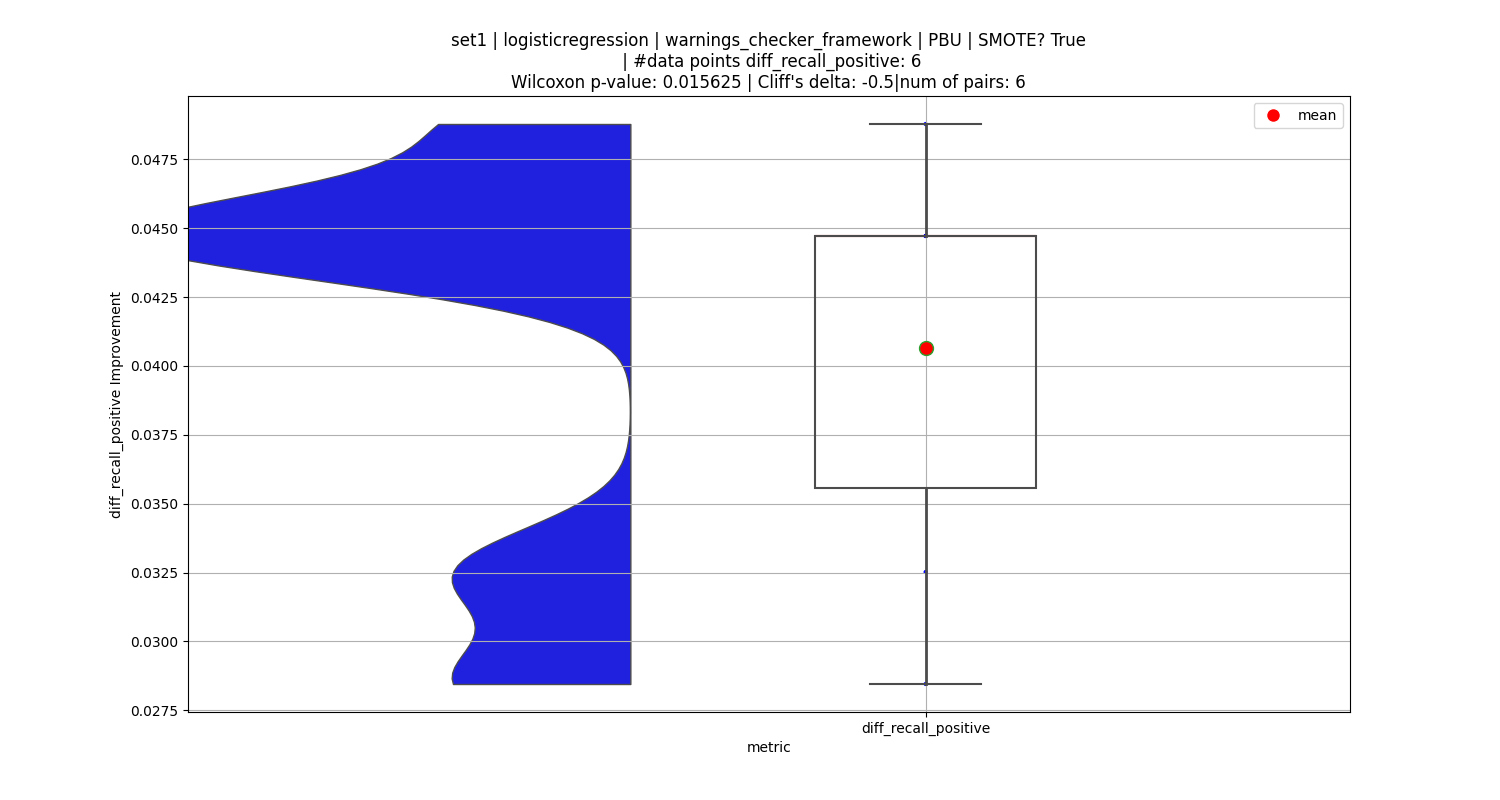 set1 | logisticregression | warnings_checker_framework | PBU | SMOTE? True
| #data points diff_recall_positive: 6
Wilcoxon p-value: 0.015625 | Cliff's delta: -0.5|num of pairs: 6
mean
0.0475
0.0450
0.0425
0.0400
0.0375
0.0350
0.0325
0.0300
0.0275
diff_recall_positive Improvement
diff_recall_positive
metric